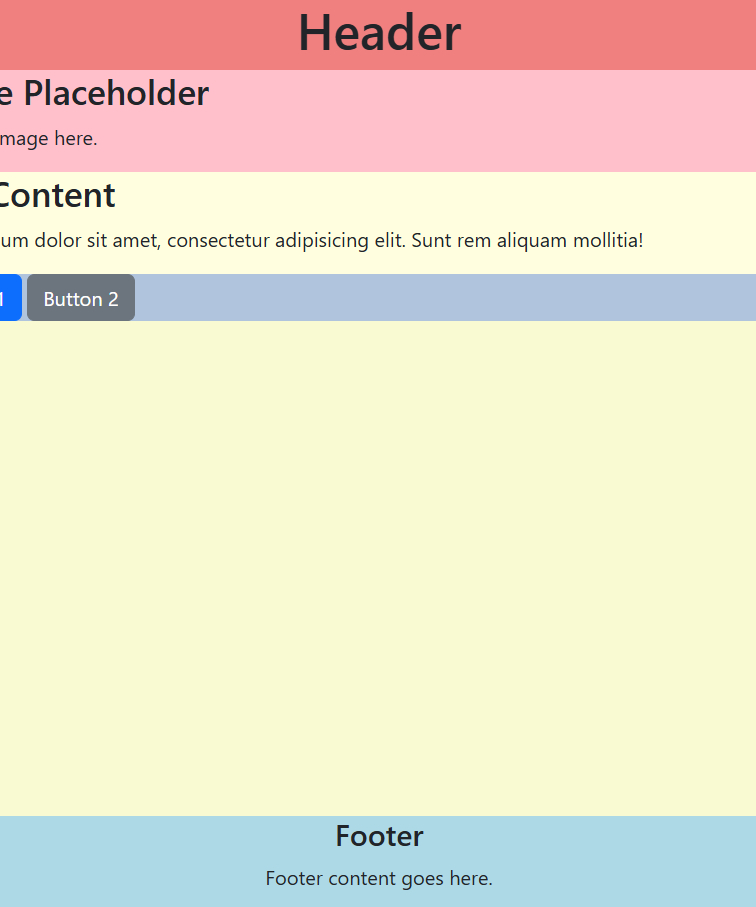 Header
e Placeholder
mage here.
Content
um dolor sit amet, consectetur adipisicing elit. Sunt rem aliquam mollitia!
1 Button 2
Footer
Footer content goes here.